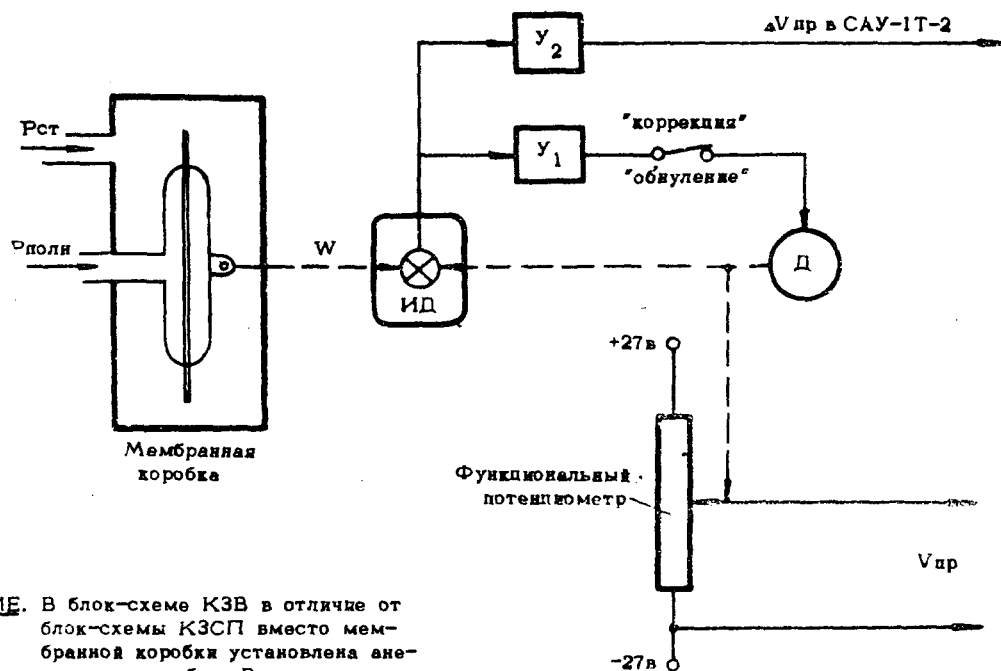 ΔVпр в САУ-1Т-2
У2
Рст
"коррекция"
У1
"обнуление"
Рполн
W
Д
ИД
+27в
Мембранная
коробка
Функциональный
потенциометр
Vпр
ИЕ. В блок-схеме КЗВ в отличие от
блок-схемы КЗСП вместо мем-
бранной коробки установлена ане-
-27в